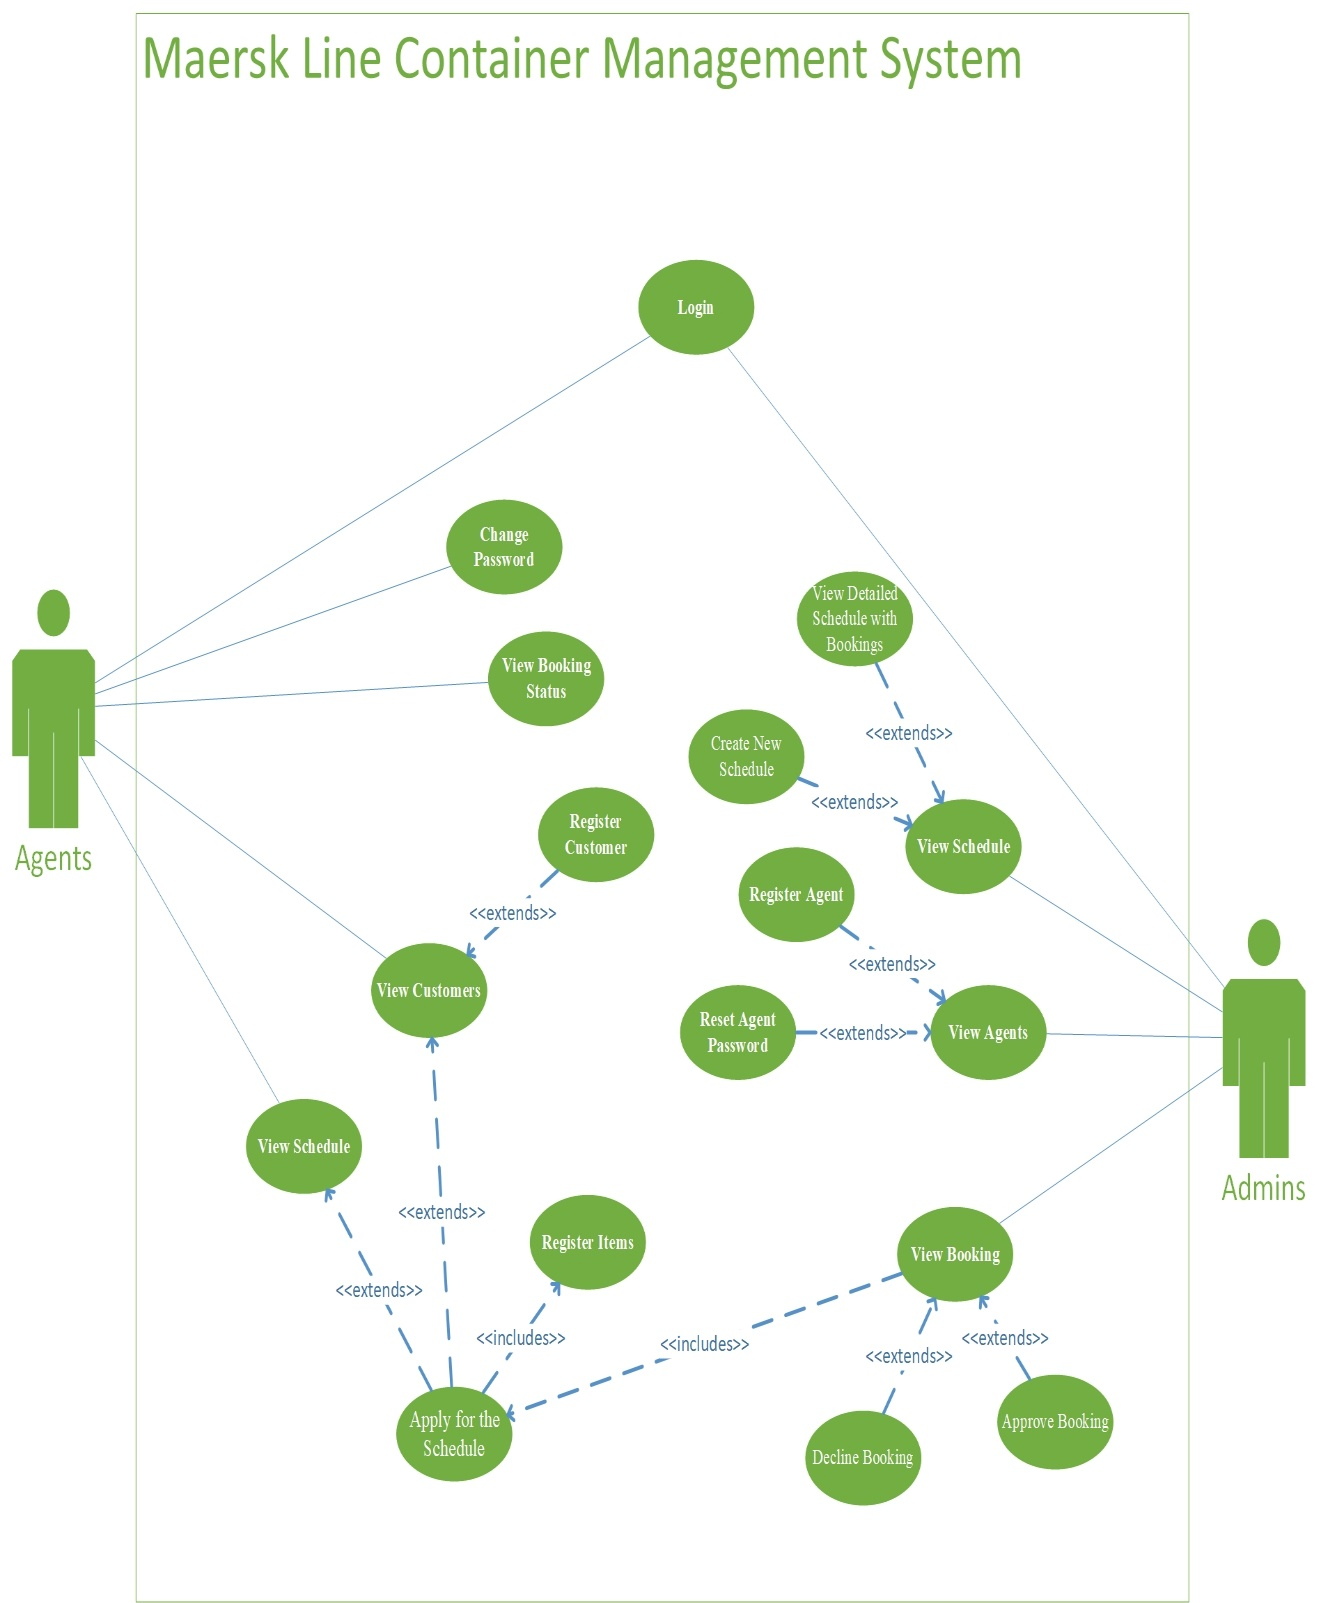 Maersk Line Container Management System
Login
Change
Password
View Detailed
Schedule with
Bookings
View Booking
Status
<<extends>>
Create New
Schedule
<<extends>>
Register
Customer
View Schedule
Agents
Register Agent
<<extends>>
<<extends>>
View Customers
Reset Agent
Password
<<extends>>
View Agents
View Schedule
Admins
<<extends>>
Register Items
View Booking
<<extends>>
<<includes>>
<<includes>>
<<extends>>
<<extends>>
Apply for the
Schedule
Approve Booking
Decline Booking